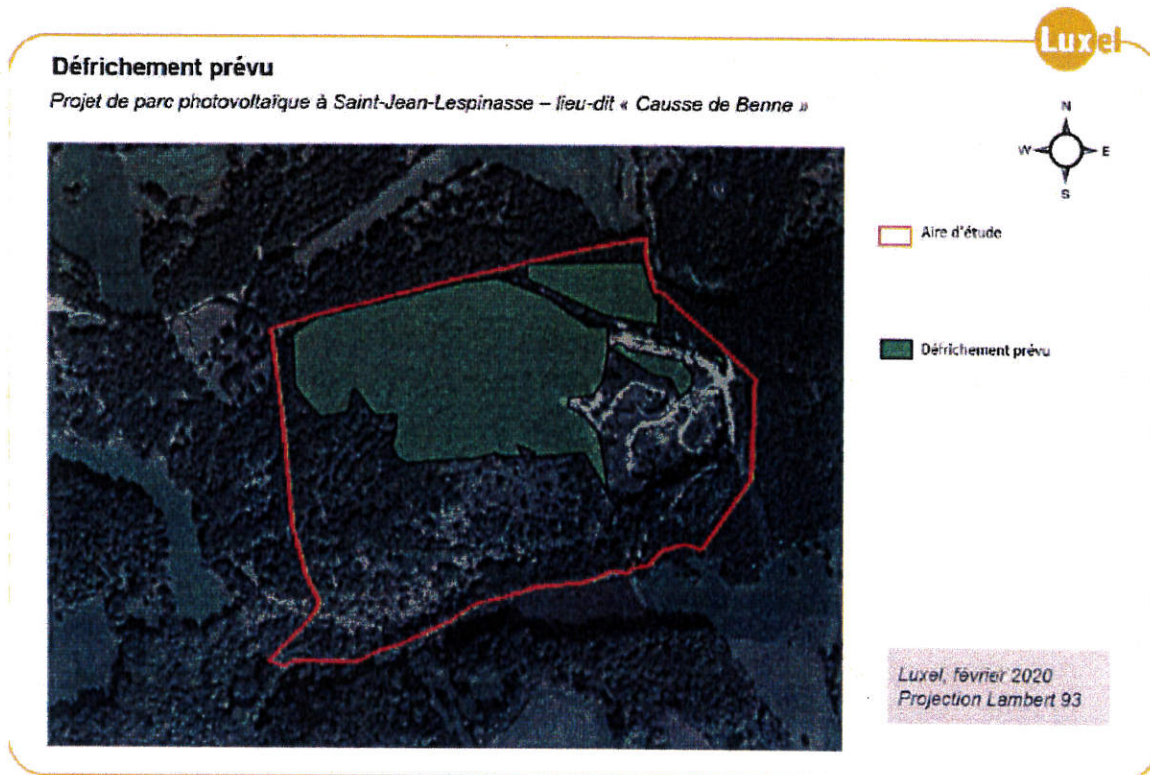 Luxel
Défrichement prévu
Projet de parc photovoltaïque à Saint-Jean-Lespinasse – lieu-dit « Causse de Benne »
N
W
E
S
Aire d'étude
Défrichement prévu
Luxel, février 2020
Projection Lambert 93